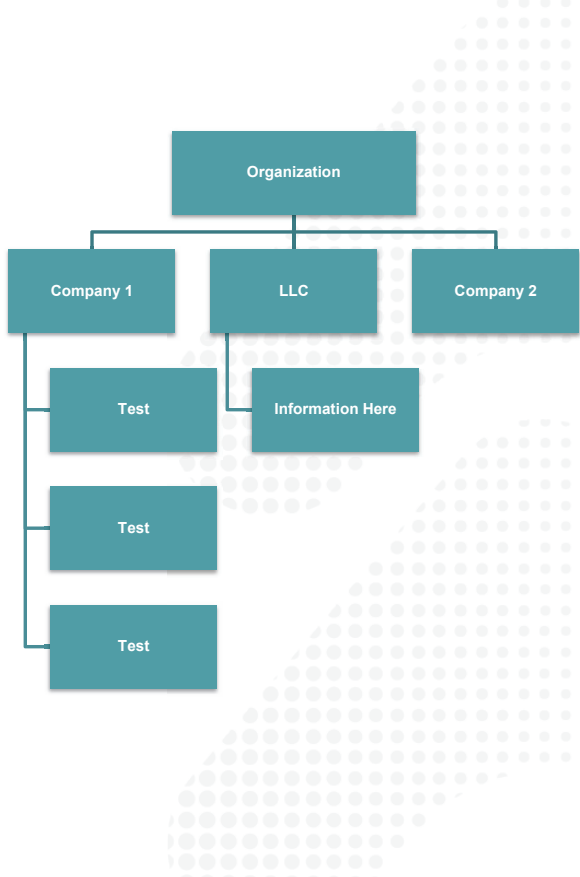 Organization
Company 1
LLC
Company 2
Test
Information Here
Test
Test